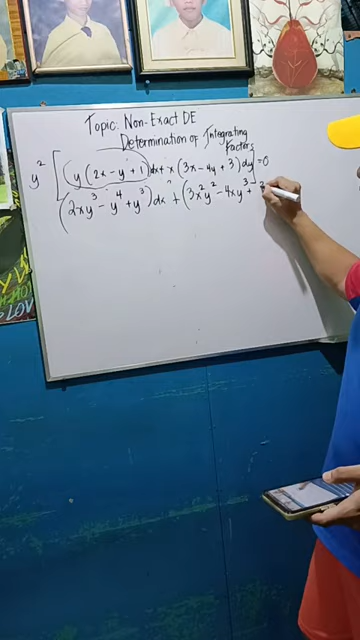 Topic: Non-Exact DE
Determination of Integrating Factors
y² [ y(2x - y + 1)dx + x(3x - 4y + 3)dy ] = 0
(2xy³ - y⁴ + y³)dx + (3x²y² - 4xy³ +